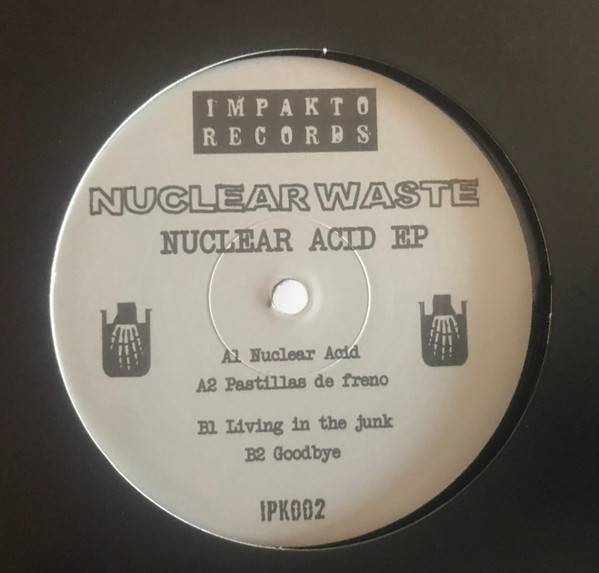 IMPAKTO
RECORDS
NUCLEAR WASTE
NUCLEAR ACID EP
A1 Nuclear Acid
A2 Pastillas de freno
B1 Living in the junk
B2 Goodbye
IPK002